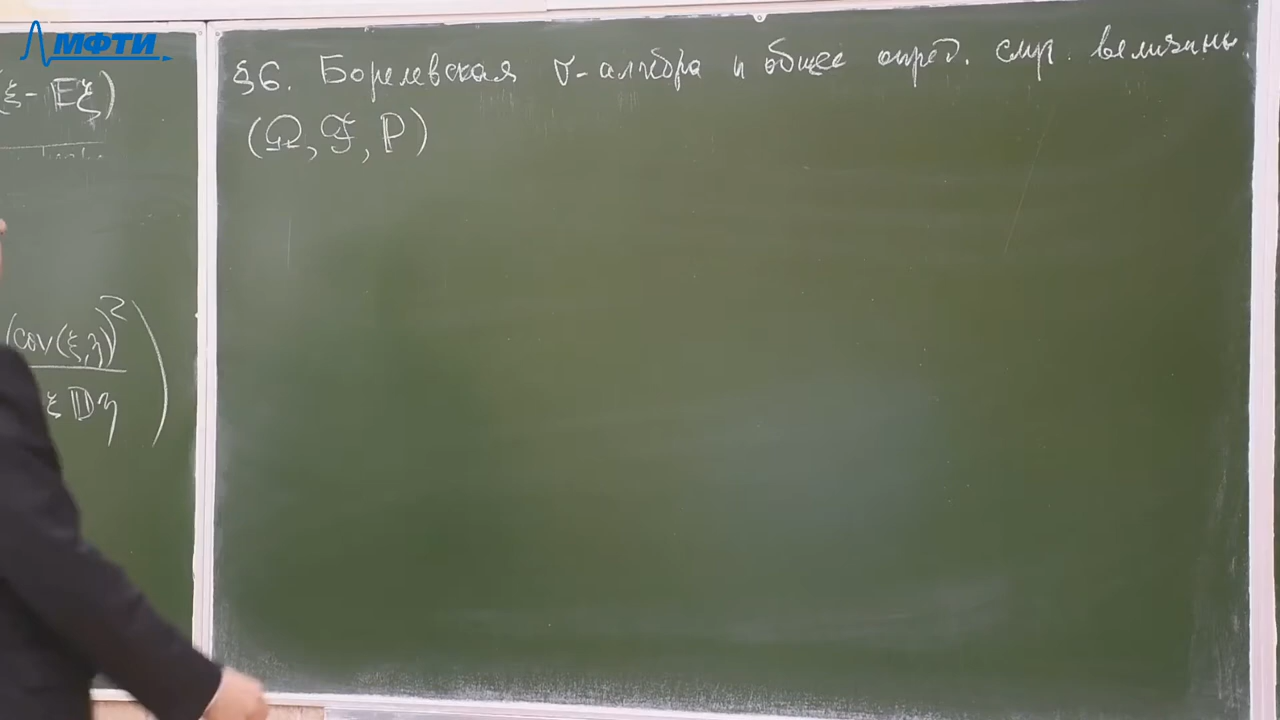 МФТИ
ξ - Eξ)
(cov(ξ,η))²
ξ Dη
§6. Борелевская σ-алгебра и общее опред. случ. величины.
(Ω, ℱ, P)